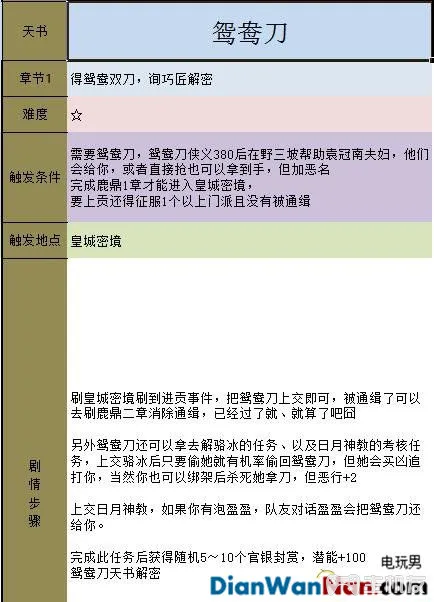 天书
鸳鸯刀
章节1
得鸳鸯双刀，询巧匠解密
难度
☆
触发条件
需要鸳鸯刀，鸳鸯刀侠义380后在野三坡帮助袁冠南夫妇，他们
会给你，或者直接抢也可以拿到手，但加恶名
完成鹿鼎1章才能进入皇城密境，
要上贡还得征服1个以上门派且没有被通缉
触发地点
皇城密境
剧情步骤
刷皇城密境刷到进贡事件，把鸳鸯刀上交即可，被通缉了可以
去刷鹿鼎二章消除通缉，已经过了就、就算了吧囧
另外鸳鸯刀还可以拿去解骆冰的任务、以及日月神教的考核任
务，上交骆冰后只要偷她就有机率偷回鸳鸯刀，但她会买凶追
打你，当然你也可以绑架后杀死她拿刀，但恶行+2
上交日月神教，如果你有泡盈盈，队友对话盈盈会把鸳鸯刀还
给你。
完成此任务后获得随机5～10个官银封赏，潜能+100
鸳鸯刀天书解密
电玩男
DianWanNan.com